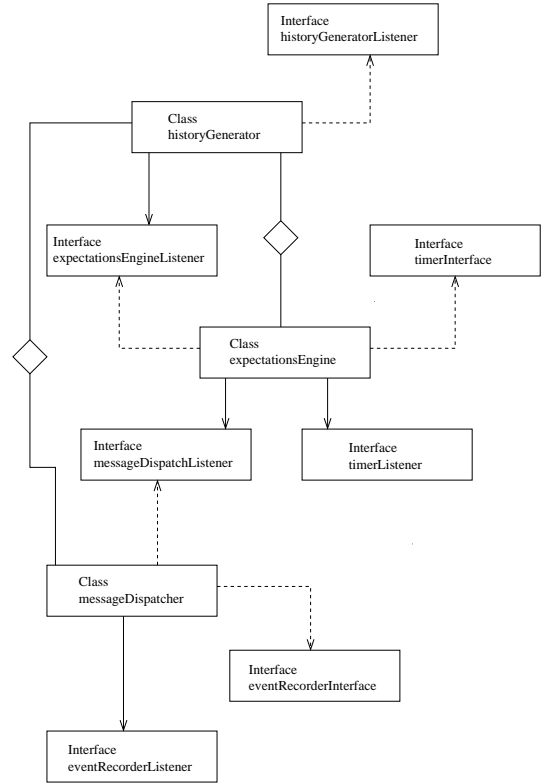 Interface
historyGeneratorListener
Class
historyGenerator
Interface
expectationsEngineListener
Interface
timerInterface
Class
expectationsEngine
Interface
messageDispatchListener
Interface
timerListener
Class
messageDispatcher
Interface
eventRecorderInterface
Interface
eventRecorderListener